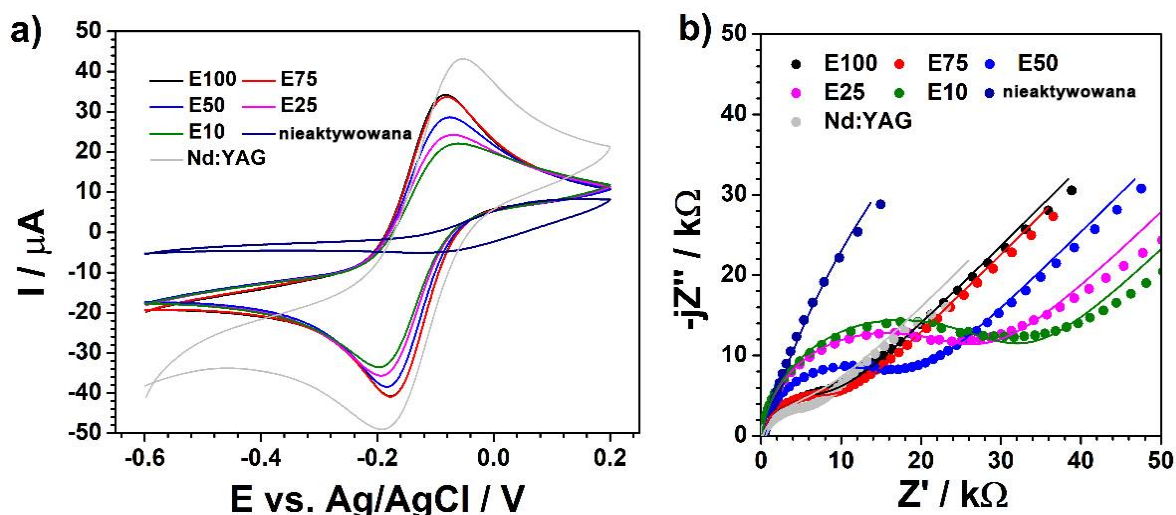 a)
50
40
30
20
10
0
-10
-20
-30
-40
-50
I / μA
E100 E75
E50 E25
E10 nieaktywowana
Nd:YAG
-0.6 -0.4 -0.2 0.0 0.2
E vs. Ag/AgCl / V
b)
50
40
30
20
10
0
-jZ'' / kΩ
E100 E75 E50
E25 E10 nieaktywowana
Nd:YAG
0 10 20 30 40 50
Z' / kΩ